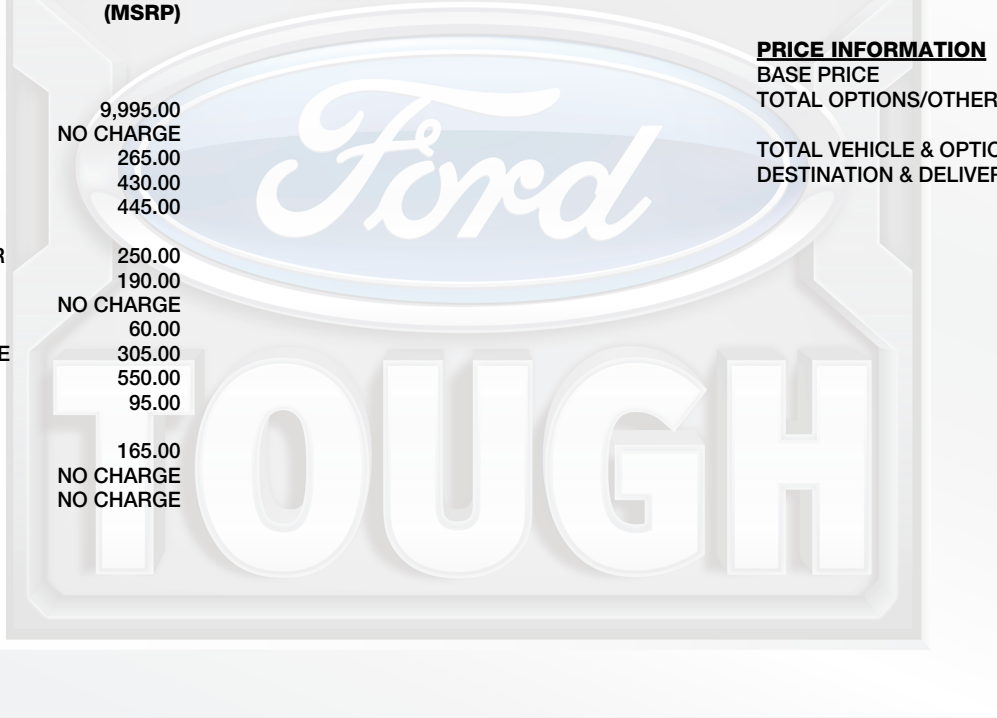 (MSRP)
9,995.00
NO CHARGE
265.00
430.00
445.00
R 250.00
190.00
NO CHARGE
60.00
E 305.00
550.00
95.00
165.00
NO CHARGE
NO CHARGE
PRICE INFORMATION
BASE PRICE
TOTAL OPTIONS/OTHER
TOTAL VEHICLE & OPTIO
DESTINATION & DELIVER
Ford
TOUGH